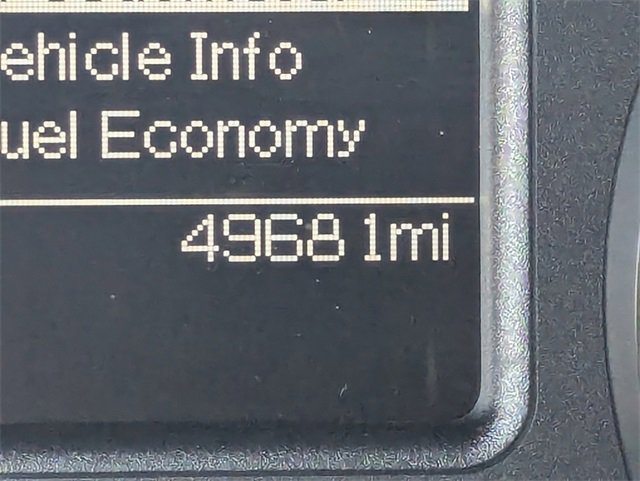 ehicle Info
uel Economy
49681mi